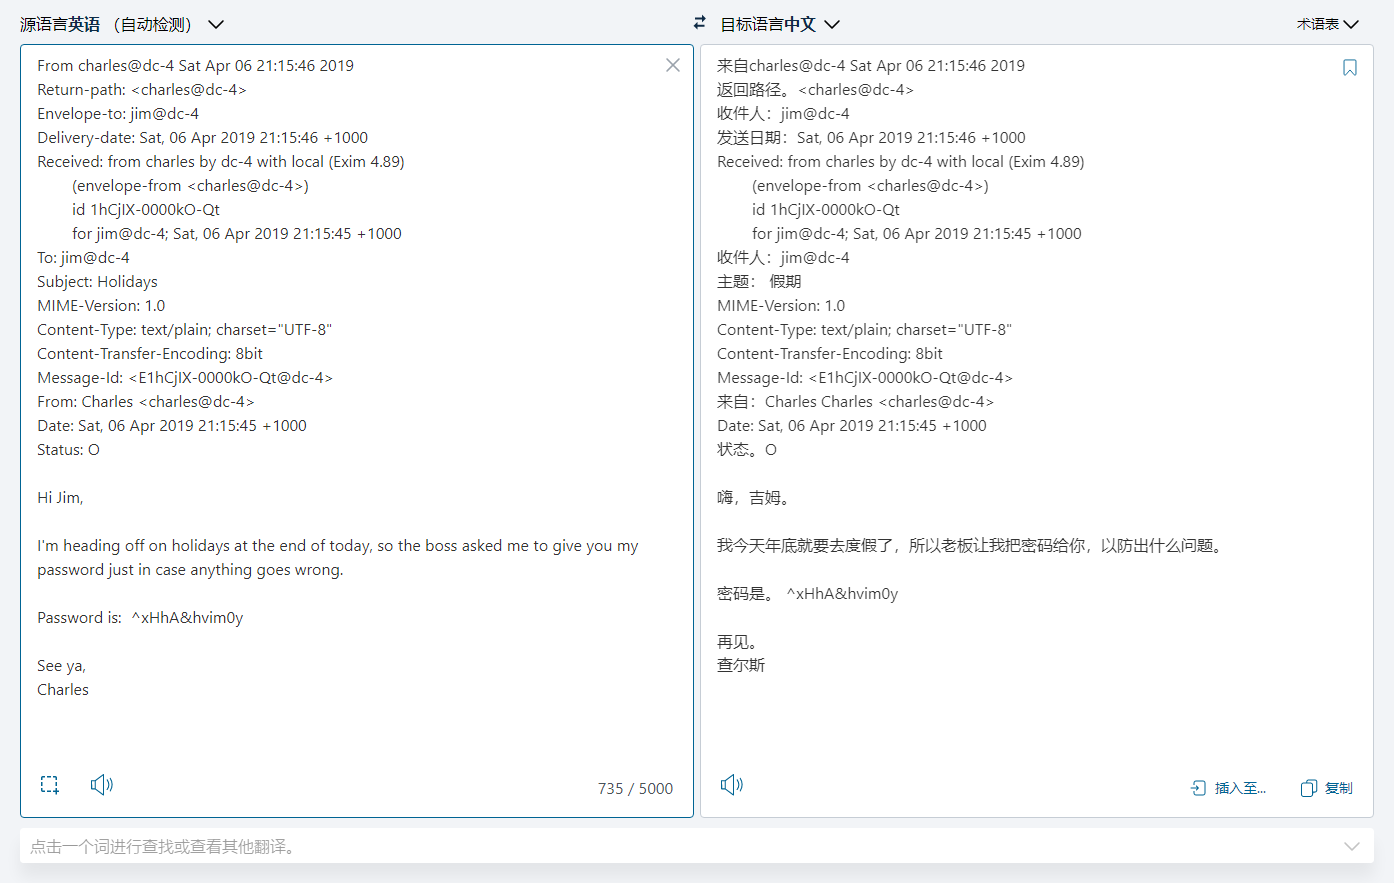 源语言英语 （自动检测）
目标语言中文
术语表
From charles@dc-4 Sat Apr 06 21:15:46 2019
Return-path: <charles@dc-4>
Envelope-to: jim@dc-4
Delivery-date: Sat, 06 Apr 2019 21:15:46 +1000
Received: from charles by dc-4 with local (Exim 4.89)
(envelope-from <charles@dc-4>)
id 1hCjIX-0000kO-Qt
for jim@dc-4; Sat, 06 Apr 2019 21:15:45 +1000
To: jim@dc-4
Subject: Holidays
MIME-Version: 1.0
Content-Type: text/plain; charset="UTF-8"
Content-Transfer-Encoding: 8bit
Message-Id: <E1hCjIX-0000kO-Qt@dc-4>
From: Charles <charles@dc-4>
Date: Sat, 06 Apr 2019 21:15:45 +1000
Status: O
Hi Jim,
I'm heading off on holidays at the end of today, so the boss asked me to give you my
password just in case anything goes wrong.
Password is:  ^xHhA&hvim0y
See ya,
Charles
735 / 5000
来自charles@dc-4 Sat Apr 06 21:15:46 2019
返回路径。<charles@dc-4>
收件人：jim@dc-4
发送日期：Sat, 06 Apr 2019 21:15:46 +1000
Received: from charles by dc-4 with local (Exim 4.89)
(envelope-from <charles@dc-4>)
id 1hCjIX-0000kO-Qt
for jim@dc-4; Sat, 06 Apr 2019 21:15:45 +1000
收件人：jim@dc-4
主题： 假期
MIME-Version: 1.0
Content-Type: text/plain; charset="UTF-8"
Content-Transfer-Encoding: 8bit
Message-Id: <E1hCjIX-0000kO-Qt@dc-4>
来自：Charles Charles <charles@dc-4>
Date: Sat, 06 Apr 2019 21:15:45 +1000
状态。O
嗨，吉姆。
我今天年底就要去度假了，所以老板让我把密码给你，以防出什么问题。
密码是。 ^xHhA&hvim0y
再见。
查尔斯
插入至...
复制
点击一个词进行查找或查看其他翻译。